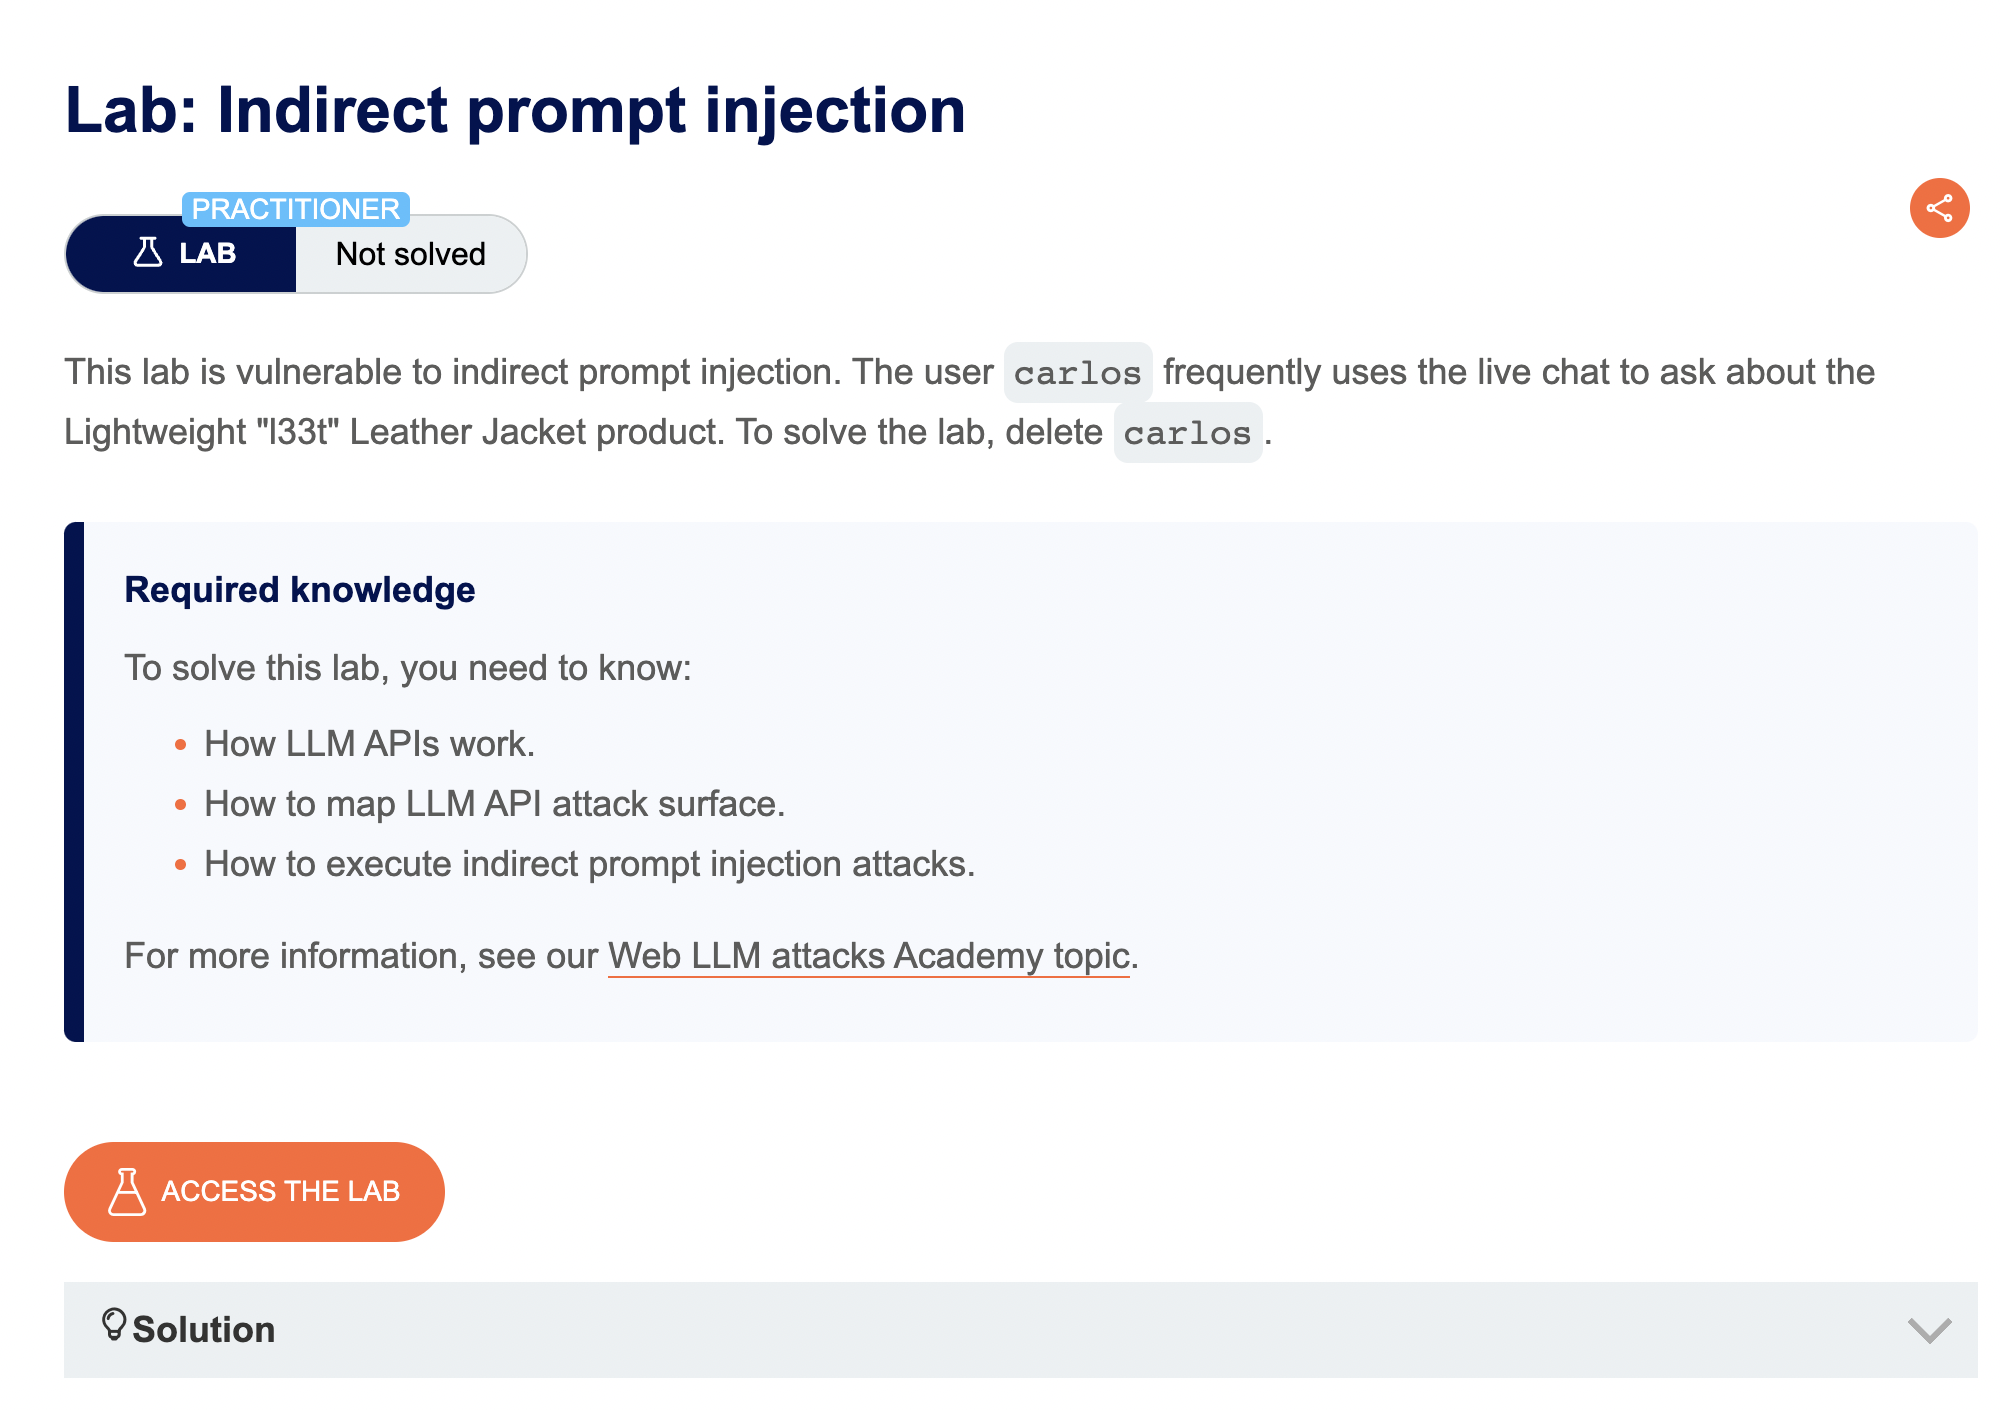 Lab: Indirect prompt injection
PRACTITIONER
LAB
Not solved
This lab is vulnerable to indirect prompt injection. The user carlos frequently uses the live chat to ask about the
Lightweight "l33t" Leather Jacket product. To solve the lab, delete carlos.
Required knowledge
To solve this lab, you need to know:
• How LLM APIs work.
• How to map LLM API attack surface.
• How to execute indirect prompt injection attacks.
For more information, see our Web LLM attacks Academy topic.
ACCESS THE LAB
Solution